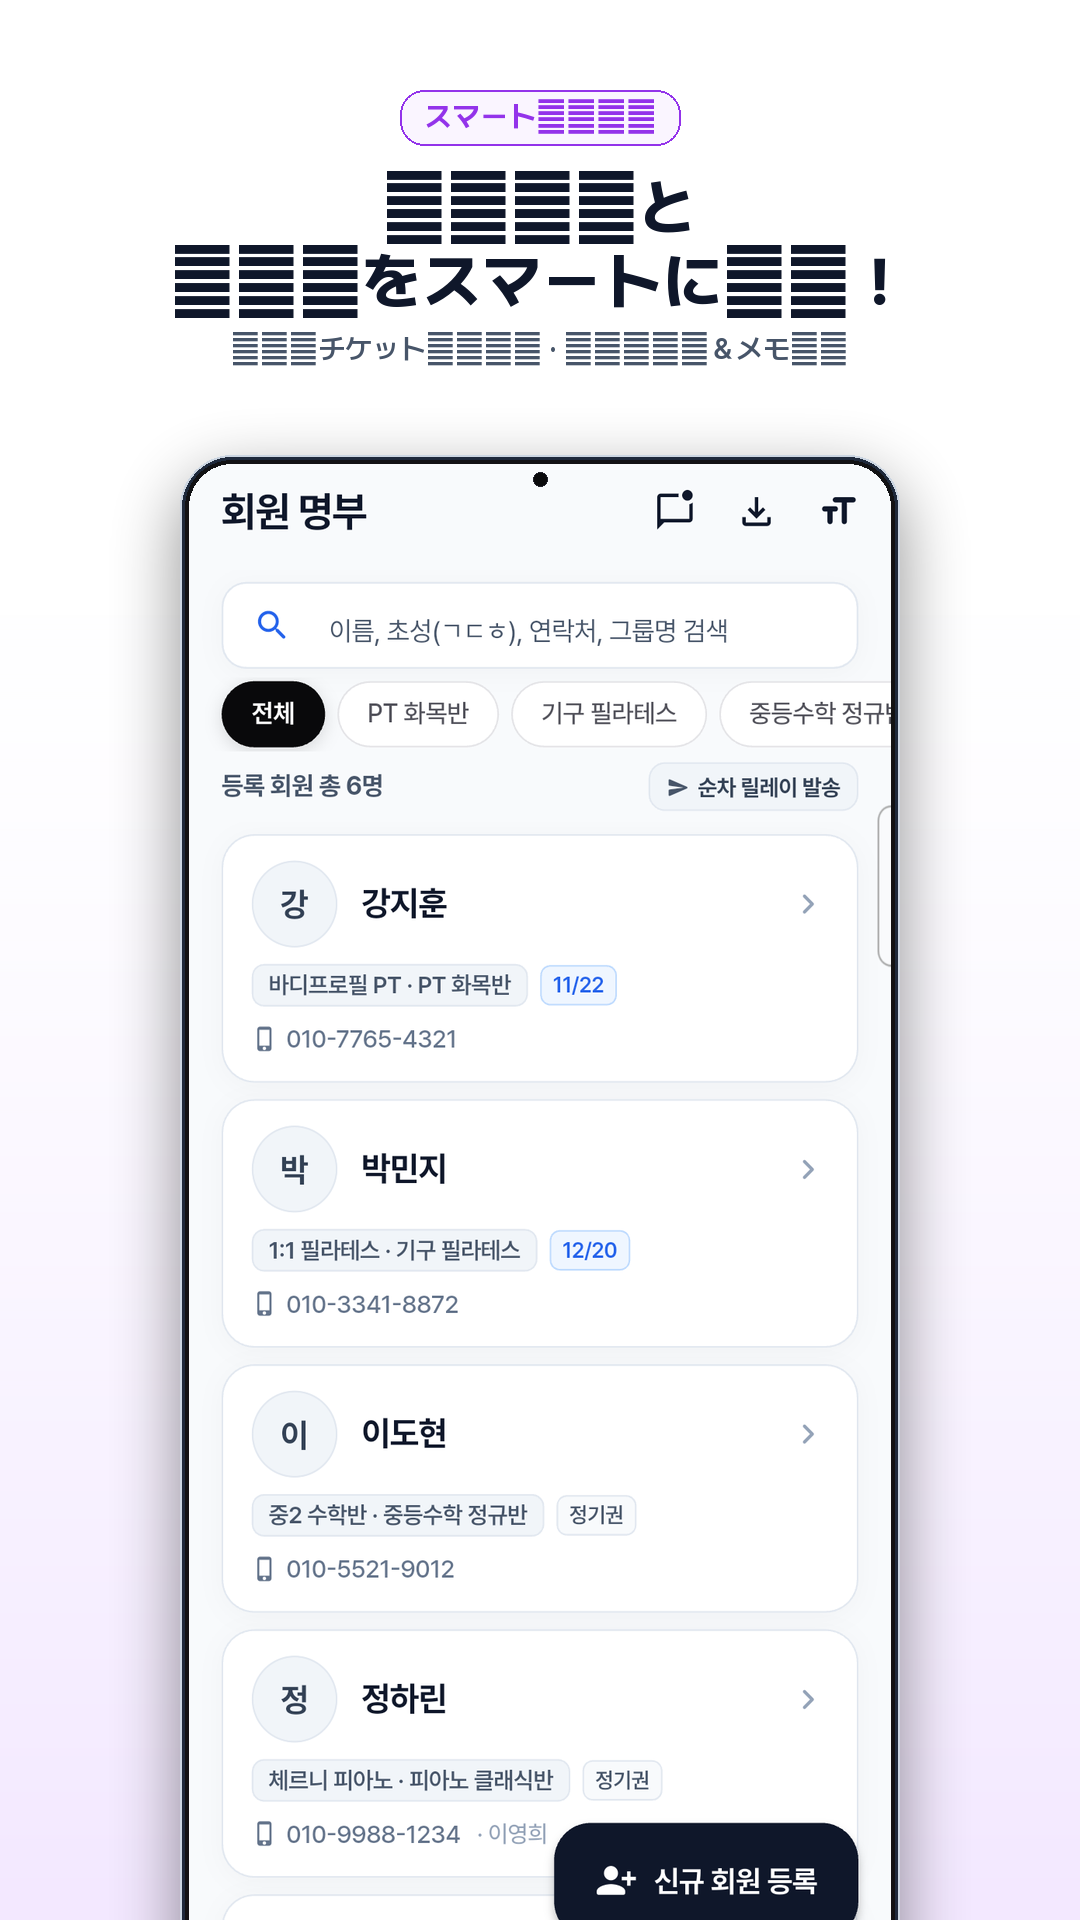 スマート
と
をスマートに！
チケット · &メモ
회원 명부
이름, 초성(ㄱㄷㅎ), 연락처, 그룹명 검색
전체
PT 화목반
기구 필라테스
중등수학 정규
등록 회원 총 6명
순차 릴레이 발송
강
강지훈
바디프로필 PT · PT 화목반
11/22
010-7765-4321
박
박민지
1:1 필라테스 · 기구 필라테스
12/20
010-3341-8872
이
이도현
중2 수학반 · 중등수학 정규반
정기권
010-5521-9012
정
정하린
체르니 피아노 · 피아노 클래식반
정기권
010-9988-1234 · 이영희
신규 회원 등록